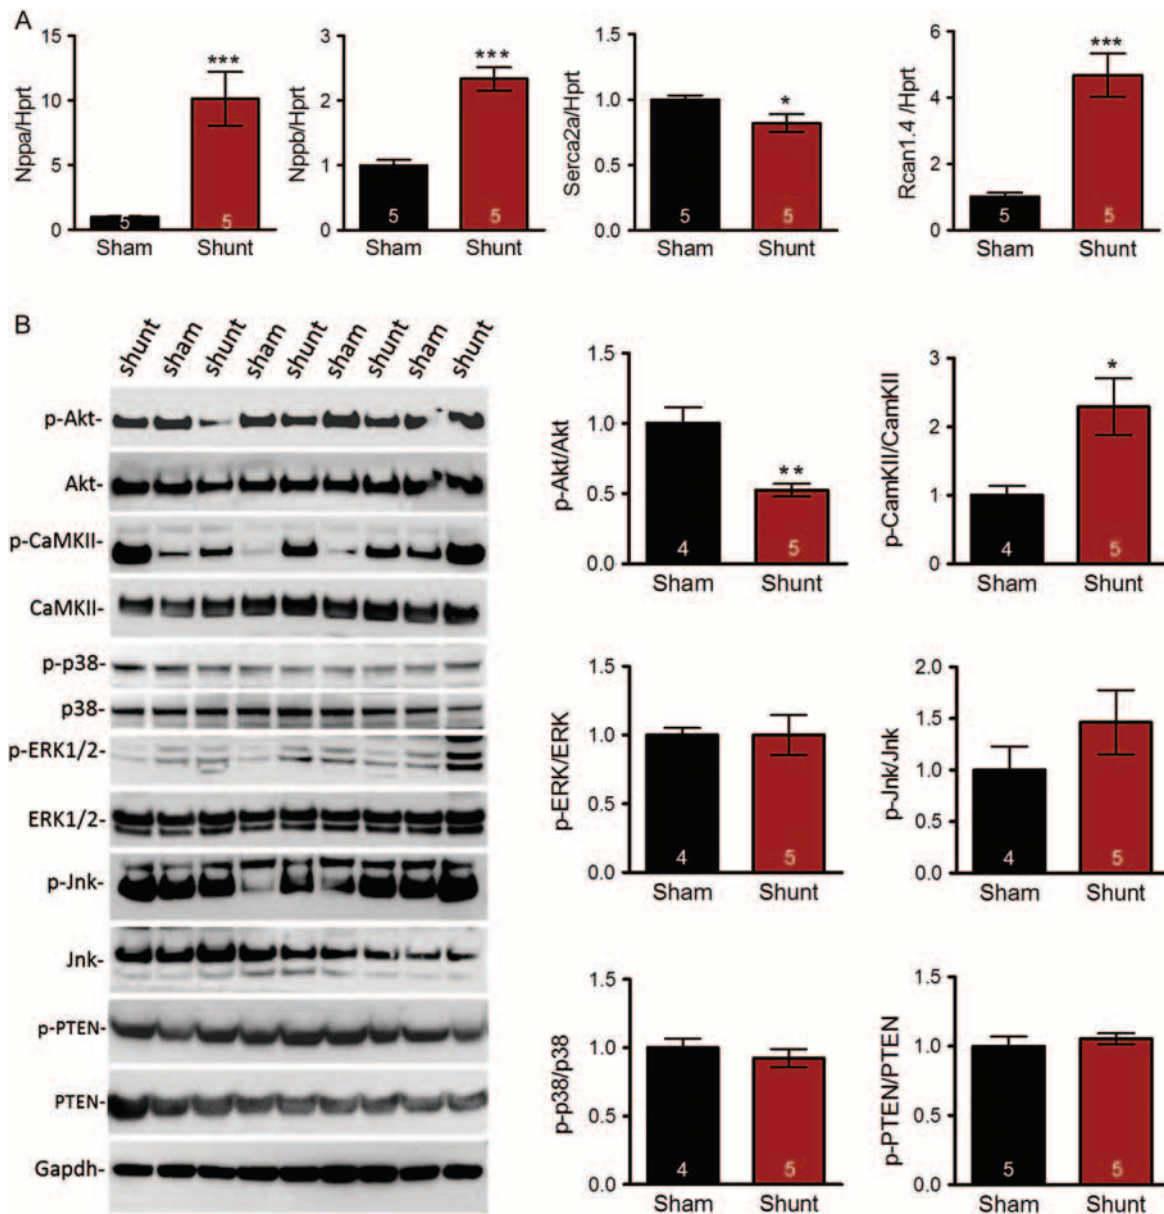 A
Nppa/Hprt
15
10
5
0
***
5
5
Sham
Shunt
Nppb/Hprt
3
2
1
0
***
5
5
Sham
Shunt
Serca2a/Hprt
1.5
1.0
0.5
0.0
*
5
5
Sham
Shunt
Rcan1.4 /Hprt
6
4
2
0
***
5
5
Sham
Shunt
B
shunt
sham
shunt
sham
shunt
sham
shunt
sham
shunt
p-Akt-
Akt-
p-CaMKII-
CaMKII-
p-p38-
p38-
p-ERK1/2-
ERK1/2-
p-Jnk-
Jnk-
p-PTEN-
PTEN-
Gapdh-
p-Akt/Akt
1.5
1.0
0.5
0.0
**
4
5
Sham
Shunt
p-CamKII/CamKII
3
2
1
0
*
4
5
Sham
Shunt
p-ERK/ERK
1.5
1.0
0.5
0.0
4
5
Sham
Shunt
p-Jnk/Jnk
2.0
1.5
1.0
0.5
0.0
4
5
Sham
Shunt
p-p38/p38
1.5
1.0
0.5
0.0
4
5
Sham
Shunt
p-PTEN/PTEN
1.5
1.0
0.5
0.0
5
5
Sham
Shunt